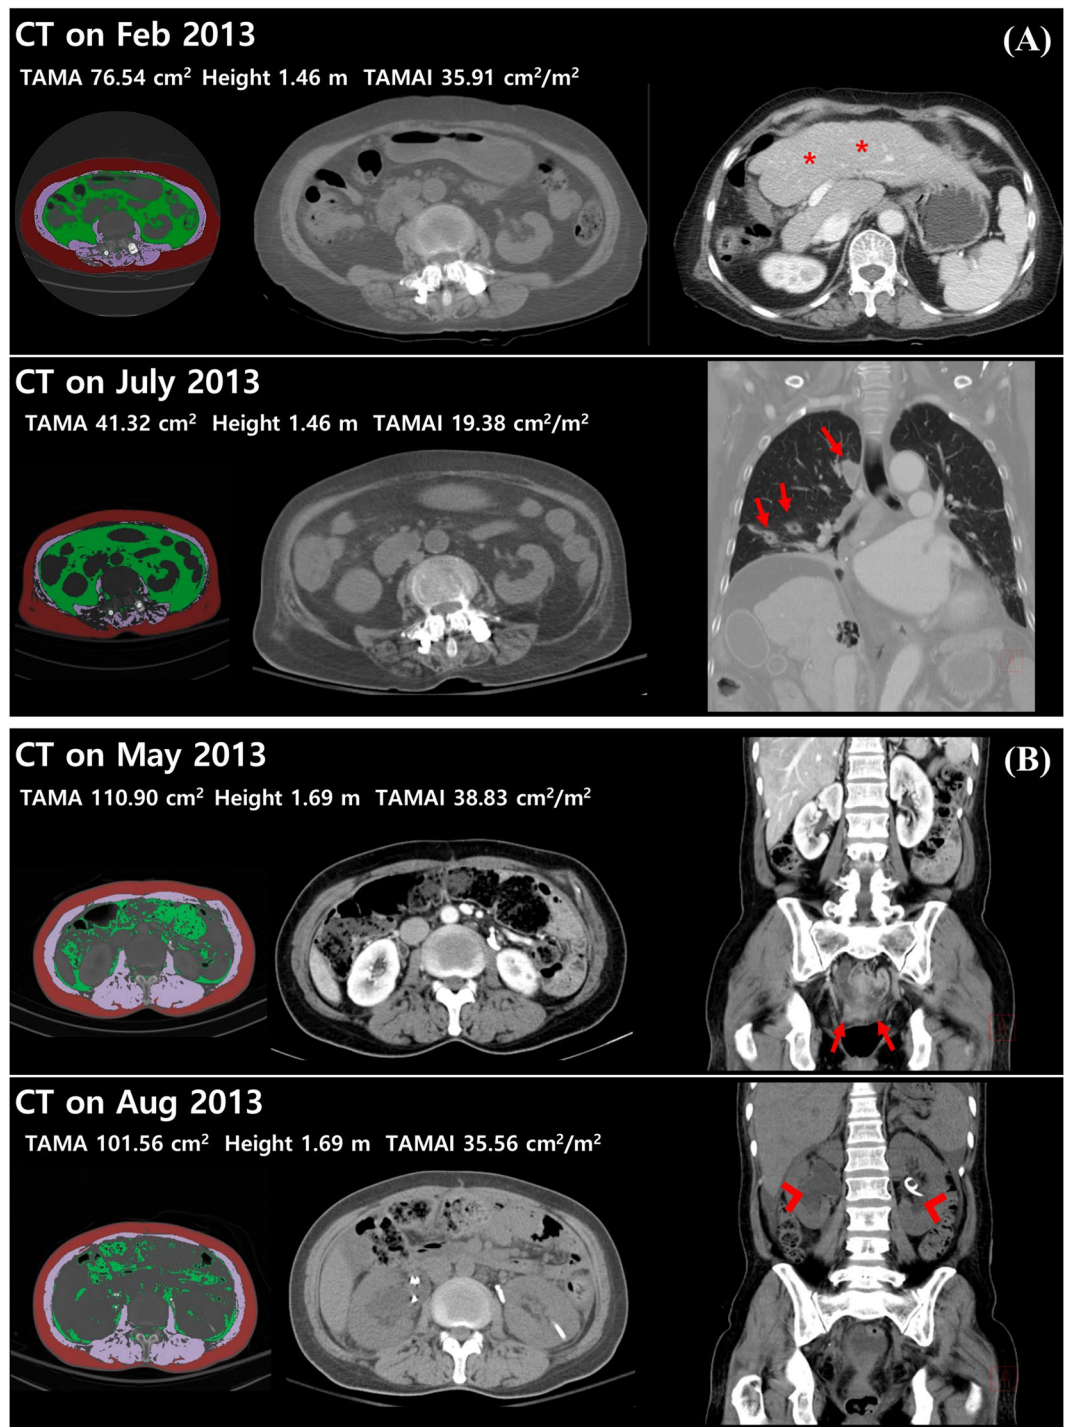 CT on Feb 2013
(A)
TAMA 76.54 cm² Height 1.46 m TAMAI 35.91 cm²/m²
* *
CT on July 2013
TAMA 41.32 cm² Height 1.46 m TAMAI 19.38 cm²/m²
CT on May 2013
(B)
TAMA 110.90 cm² Height 1.69 m TAMAI 38.83 cm²/m²
CT on Aug 2013
TAMA 101.56 cm² Height 1.69 m TAMAI 35.56 cm²/m²